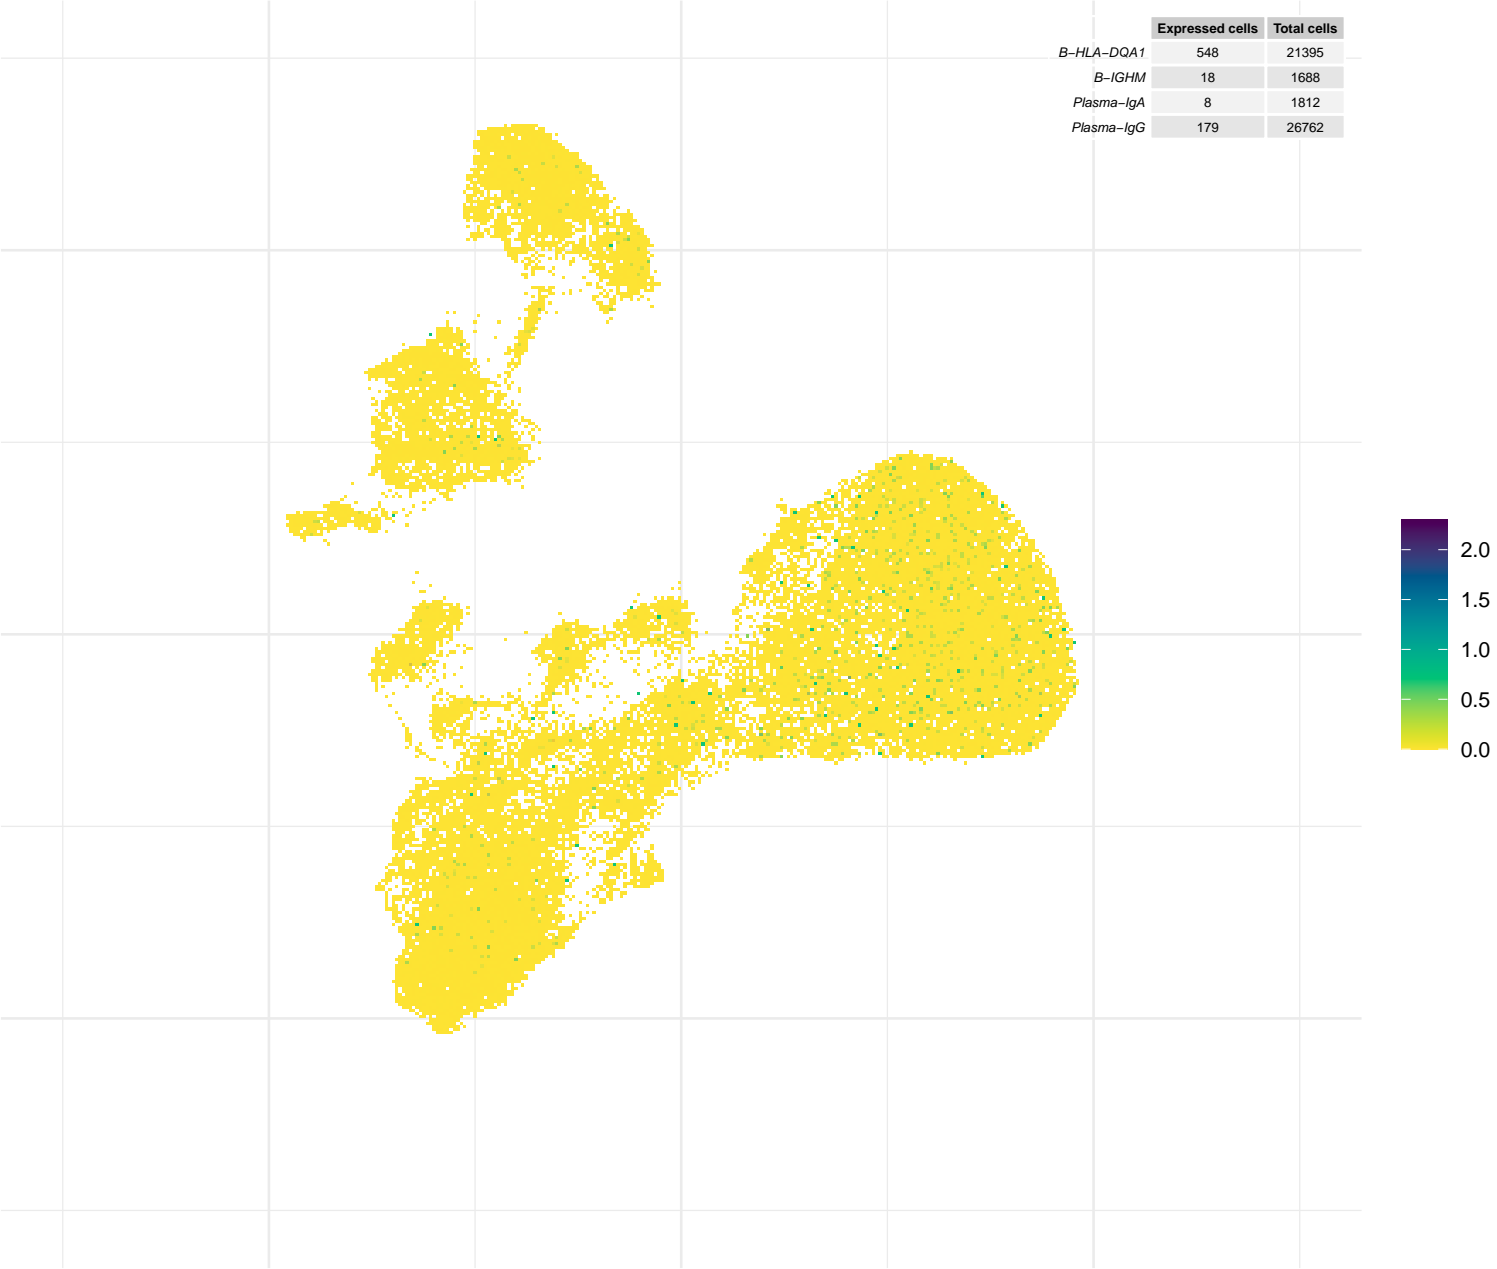 Expressed cells Total cells
B−HLA−DQA1 548 21395
B−IGHM 18 1688
Plasma−IgA 8 1812
Plasma−IgG 179 26762
2.0
1.5
1.0
0.5
0.0